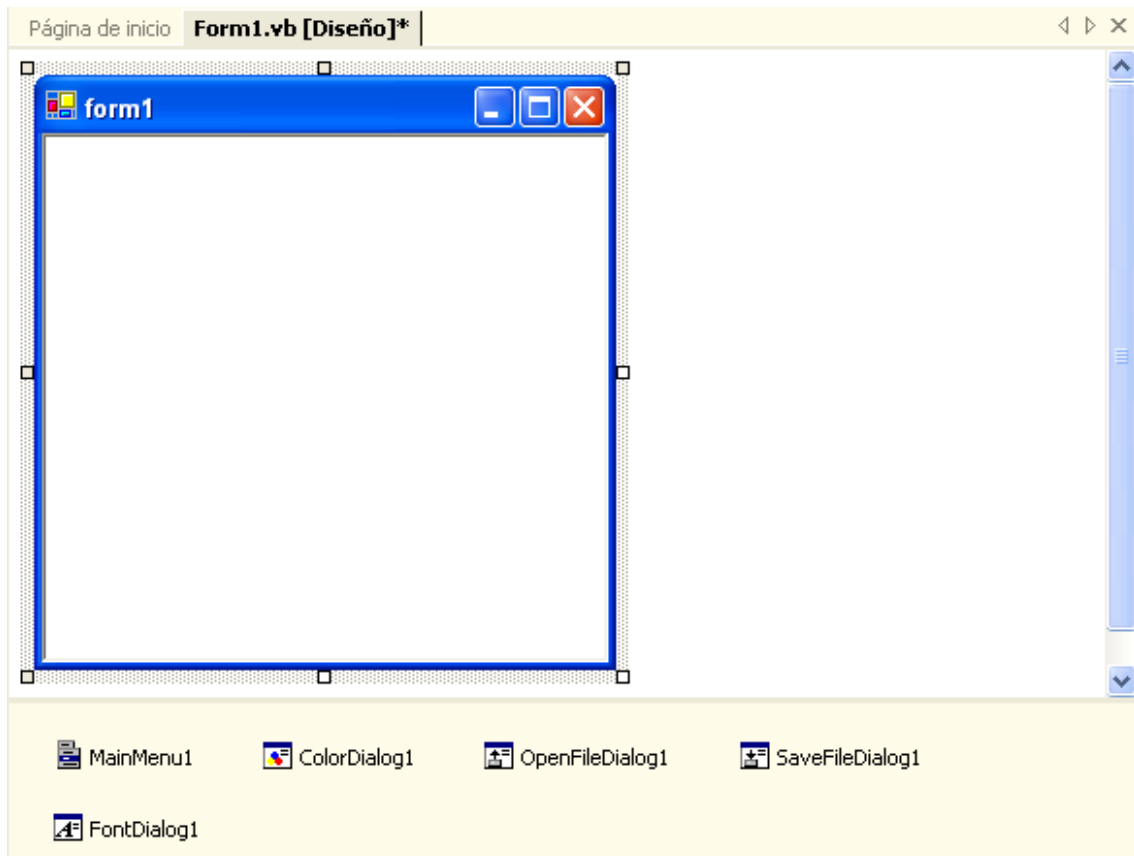 Página de inicio Form1.vb [Diseño]*
form1
MainMenu1 ColorDialog1 OpenFileDialog1 SaveFileDialog1
FontDialog1